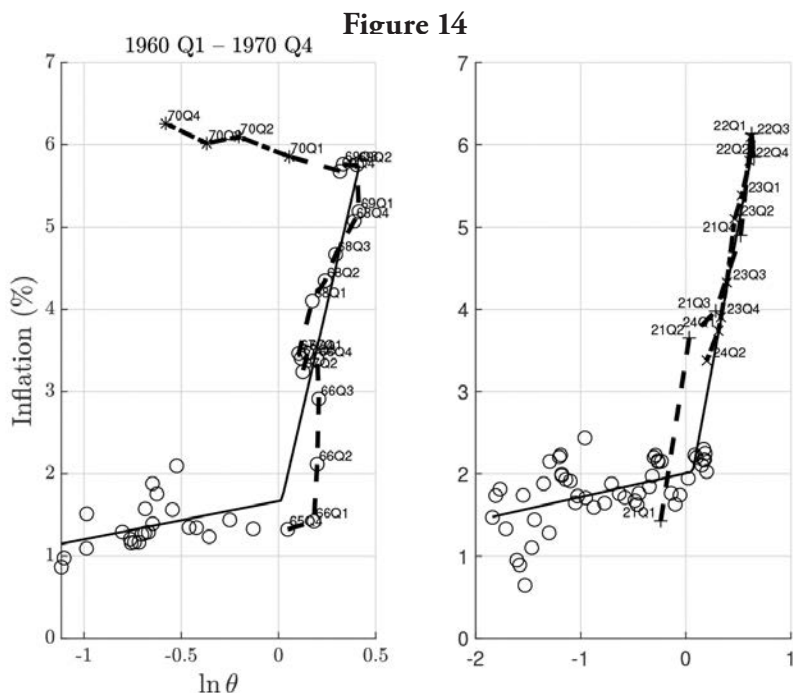 Figure 14
1960 Q1 – 1970 Q4
7
6
5
4
3
2
1
0
Inflation (%)
-1
-0.5
0
0.5
ln θ
70Q4
70Q2
70Q1
69Q1
68Q4
68Q3
68Q2
68Q1
66Q4
66Q3
66Q2
66Q1
65Q4
7
6
5
4
3
2
1
0
-2
-1
0
1
22Q1
22Q3
22Q2
22Q4
23Q1
23Q2
23Q3
21Q3
23Q4
21Q2
24Q2
21Q1